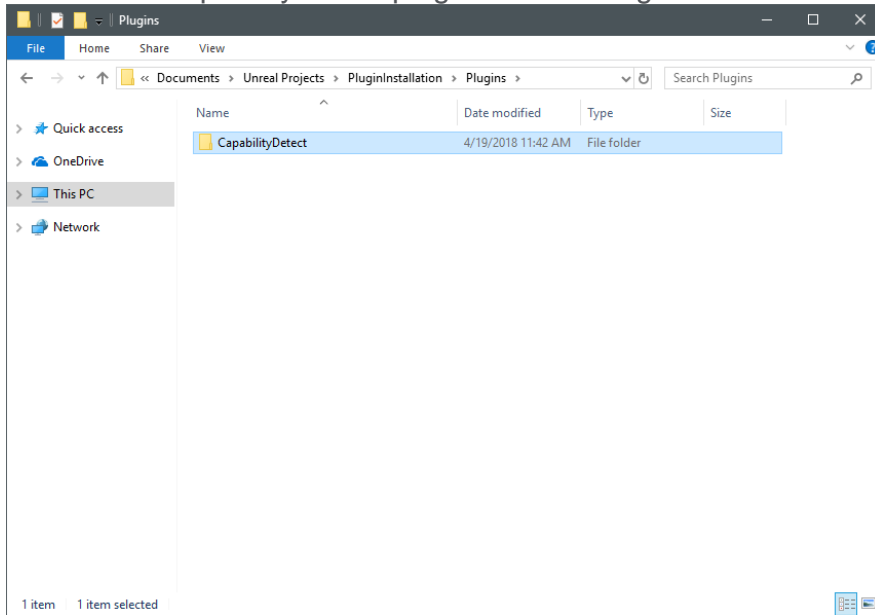 Plugins
File Home Share View
« Documents > Unreal Projects > PluginInstallation > Plugins >
Search Plugins
Name Date modified Type Size
Quick access
CapabilityDetect 4/19/2018 11:42 AM File folder
OneDrive
This PC
Network
1 item 1 item selected